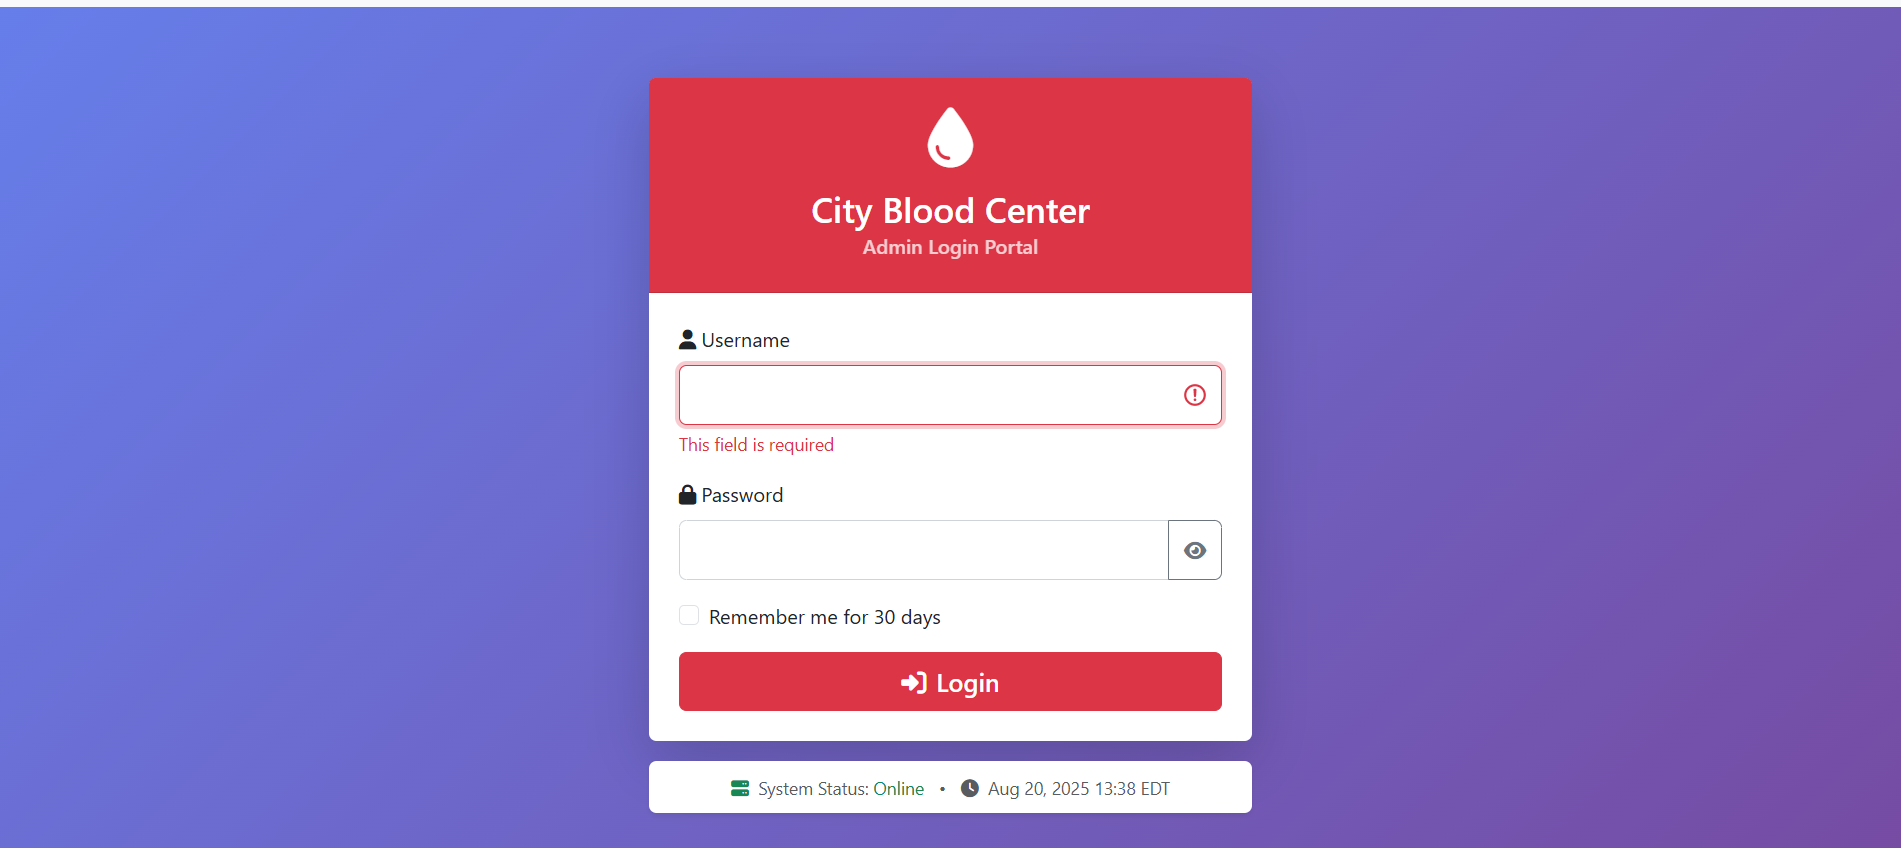 City Blood Center
Admin Login Portal
Username
This field is required
Password
Remember me for 30 days
Login
System Status: Online • Aug 20, 2025 13:38 EDT